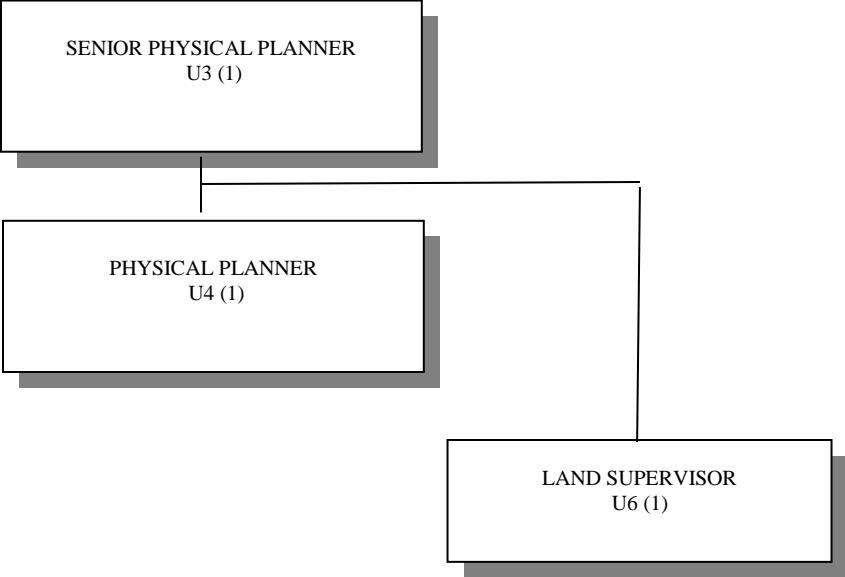 SENIOR PHYSICAL PLANNER
U3 (1)
PHYSICAL PLANNER
U4 (1)
LAND SUPERVISOR
U6 (1)